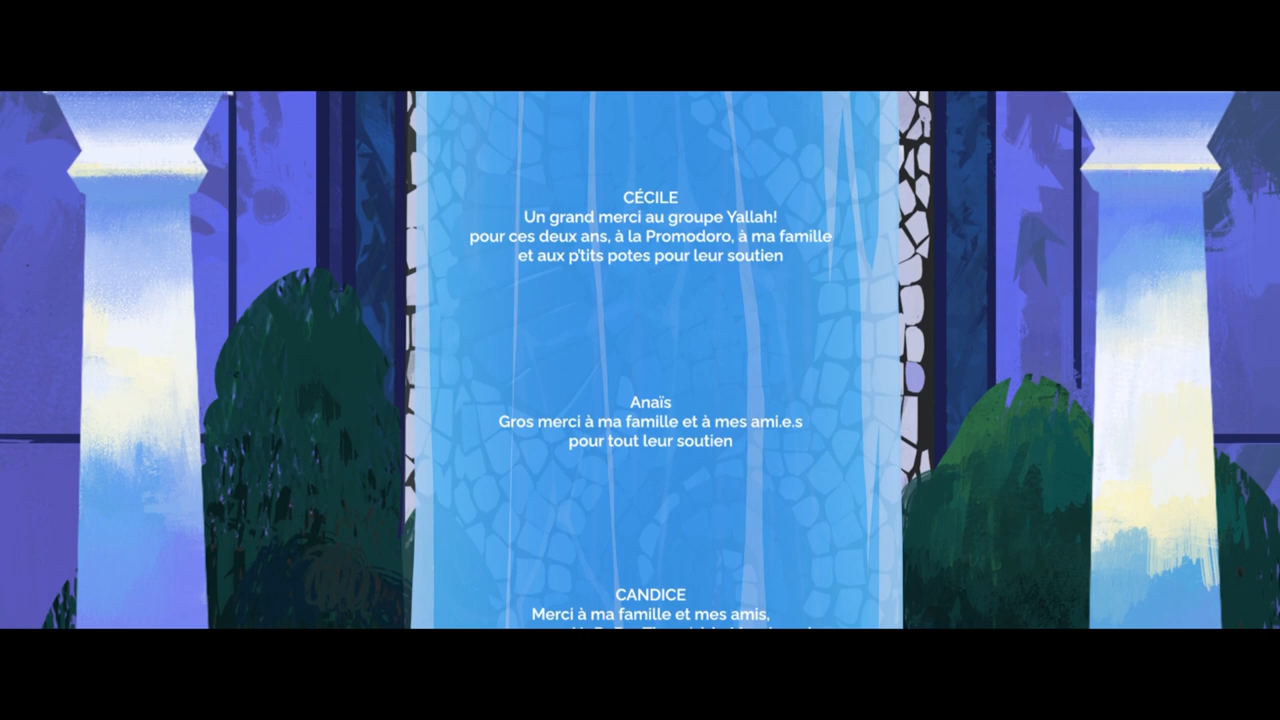 CÉCILE
Un grand merci au groupe Yallah!
pour ces deux ans, à la Promodoro, à ma famille
et aux p'tits potes pour leur soutien
Anaïs
Gros merci à ma famille et à mes ami.e.s
pour tout leur soutien
CANDICE
Merci à ma famille et mes amis,